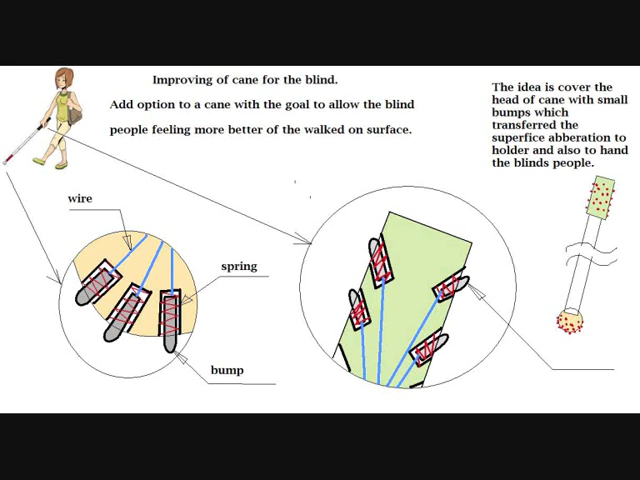 Improving of cane for the blind.
Add option to a cane with the goal to allow the blind
people feeling more better of the walked on surface.
The idea is cover the
head of cane with small
bumps which
transferred the
superfice abberation to
holder and also to hand
the blinds people.
wire
spring
bump